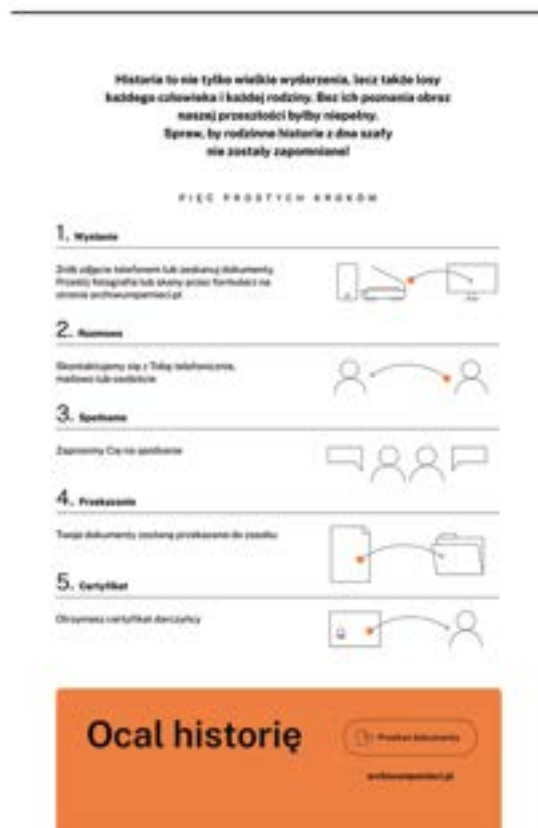 Historia to nie tylko wielkie wydarzenia, lecz także losy
każdego człowieka i każdej rodziny. Bez ich poznania obraz
naszej przeszłości byłby niepełny.
Spraw, by rodzinne historie z dna szafy
nie zostały zapomniane!
PIĘĆ PROSTYCH KROKÓW
1. Wysłanie
Zrób zdjęcie telefonem lub zeskanuj dokumenty.
Prześlij fotografie lub skany przez formularz na
stronie archiwumpamieci.pl
2. Rozmowa
Skontaktujemy się z Tobą telefonicznie,
mailowo lub osobiście
3. Spotkanie
Zaprosimy Cię na spotkanie
4. Przekazanie
Twoje dokumenty zostaną przekazane do zasobu
5. Certyfikat
Otrzymasz certyfikat darczyńcy
Ocal historię
Przekaż dokumenty
archiwumpamieci.pl